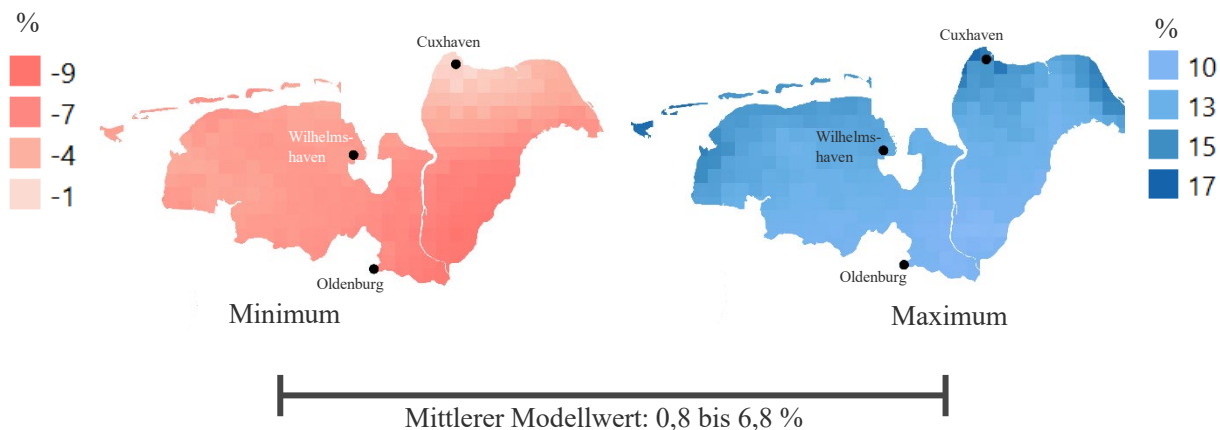 %
-9
-7
-4
-1
Cuxhaven
Wilhelms-
haven
Oldenburg
Minimum
Cuxhaven
Wilhelms-
haven
Oldenburg
Maximum
%
10
13
15
17
Mittlerer Modellwert: 0,8 bis 6,8 %